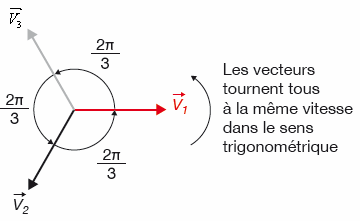 V₃
2π/3
2π/3
V₁
2π/3
V₂
Les vecteurs
tournent tous
à la même vitesse
dans le sens
trigonométrique